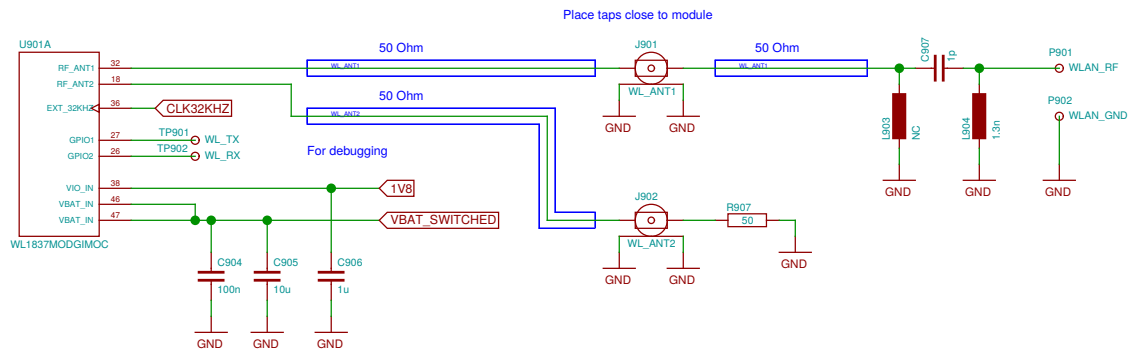 Place taps close to module
U901A
50 Ohm
J901
50 Ohm
C907
1p
P901
RF_ANT1
32
WL_ANT1
WL_ANT1
WLAN_RF
RF_ANT2
18
WL_ANT1
50 Ohm
P902
EXT_32KHZ
36
CLK32KHZ
WL_ANT2
WLAN_GND
GND
GND
L903
NC
L904
1.3n
TP901
GPIO1
27
WL_TX
TP902
GPIO2
26
WL_RX
For debugging
GND
GND
GND
VIO_IN
38
1V8
J902
VBAT_IN
46
R907
VBAT_IN
47
VBAT_SWITCHED
50
WL1837MODGIMOC
WL_ANT2
C904
C905
C906
GND
GND
GND
100n
10u
1u
GND
GND
GND